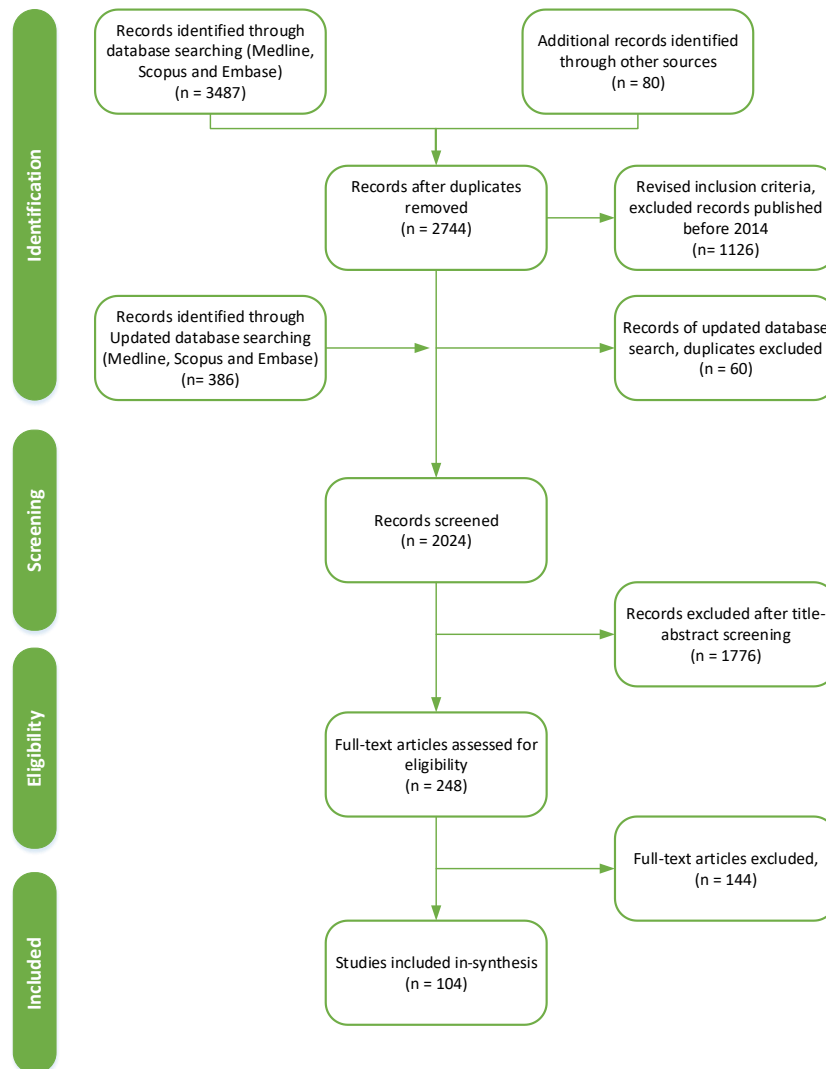 Identification
Records identified through
database searching (Medline,
Scopus and Embase)
(n = 3487)
Additional records identified
through other sources
(n = 80)
Records after duplicates
removed
(n = 2744)
Revised inclusion criteria,
excluded records published
before 2014
(n= 1126)
Records identified through
Updated database searching
(Medline, Scopus and Embase)
(n= 386)
Records of updated database
search, duplicates excluded
(n = 60)
Screening
Records screened
(n = 2024)
Records excluded after title-
abstract screening
(n = 1776)
Eligibility
Full-text articles assessed for
eligibility
(n = 248)
Full-text articles excluded,
(n = 144)
Included
Studies included in-synthesis
(n = 104)